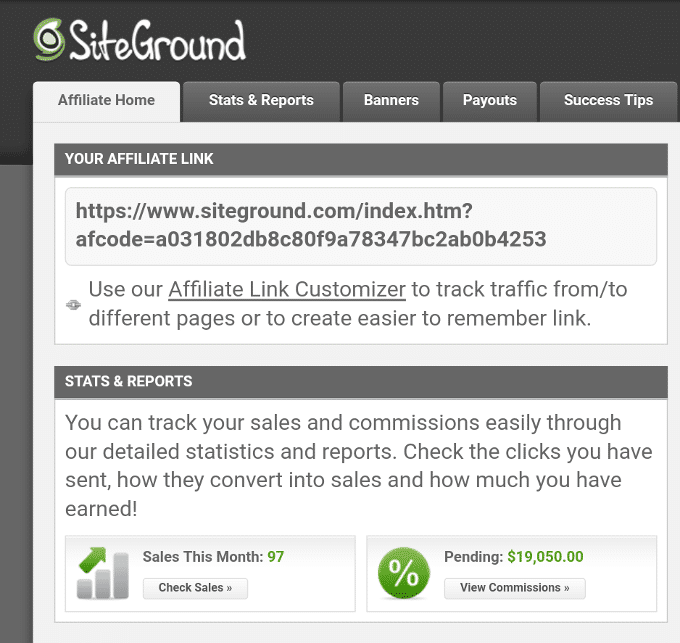 SiteGround
Affiliate Home
Stats & Reports
Banners
Payouts
Success Tips
YOUR AFFILIATE LINK
https://www.siteground.com/index.htm?
afcode=a031802db8c80f9a78347bc2ab0b4253
Use our Affiliate Link Customizer to track traffic from/to
different pages or to create easier to remember link.
STATS & REPORTS
You can track your sales and commissions easily through
our detailed statistics and reports. Check the clicks you have
sent, how they convert into sales and how much you have
earned!
Sales This Month: 97
Check Sales »
%
Pending: $19,050.00
View Commissions »